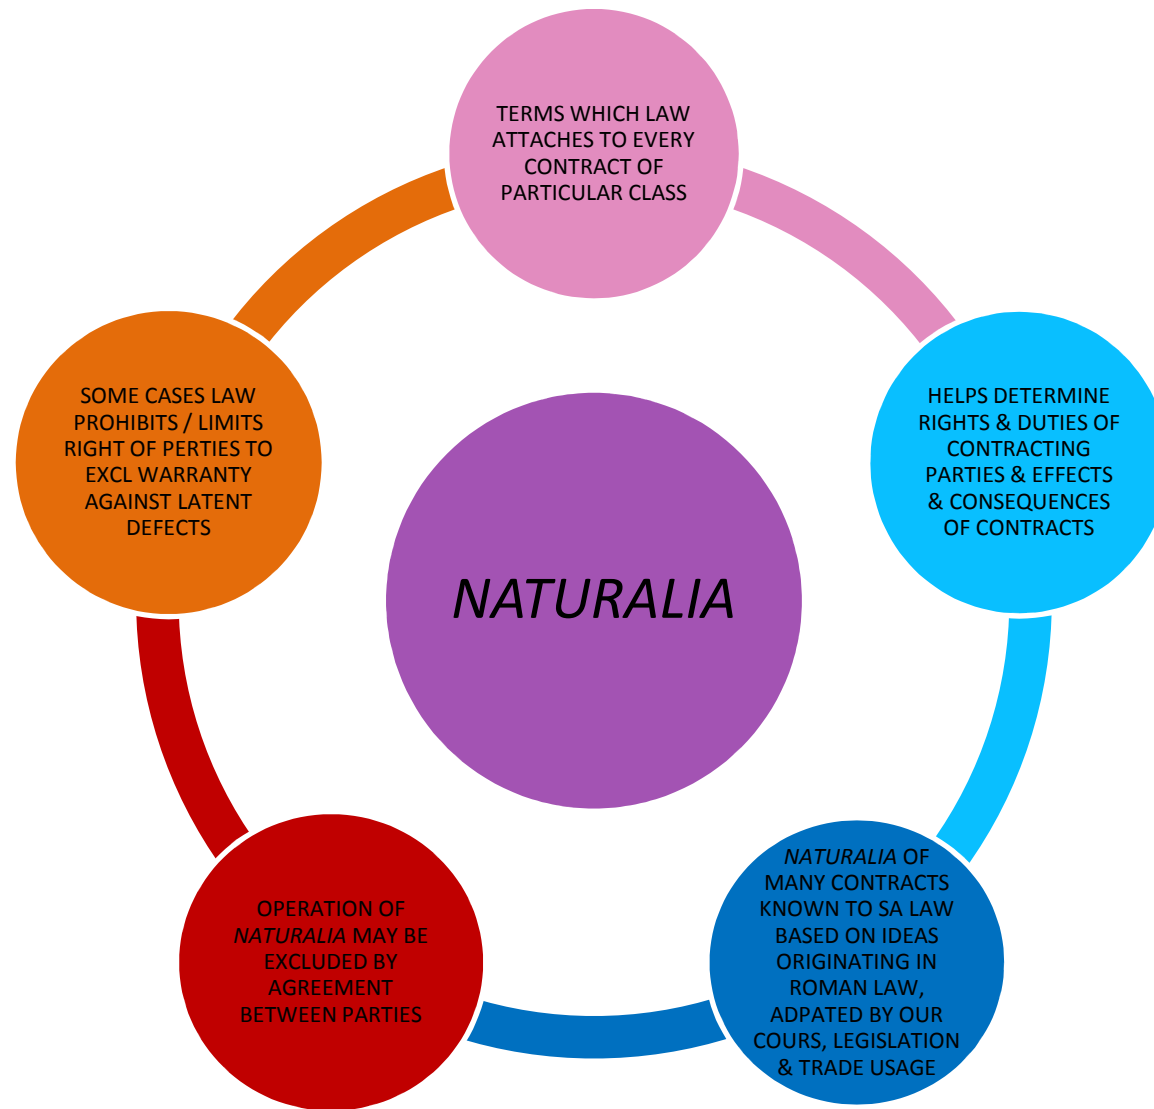 TERMS WHICH LAW
ATTACHES TO EVERY
CONTRACT OF
PARTICULAR CLASS
HELPS DETERMINE
RIGHTS & DUTIES OF
CONTRACTING
PARTIES & EFFECTS
& CONSEQUENCES
OF CONTRACTS
NATURALIA OF
MANY CONTRACTS
KNOWN TO SA LAW
BASED ON IDEAS
ORIGINATING IN
ROMAN LAW,
ADPATED BY OUR
COURS, LEGISLATION
& TRADE USAGE
OPERATION OF
NATURALIA MAY BE
EXCLUDED BY
AGREEMENT
BETWEEN PARTIES
SOME CASES LAW
PROHIBITS / LIMITS
RIGHT OF PERTIES TO
EXCL WARRANTY
AGAINST LATENT
DEFECTS
NATURALIA